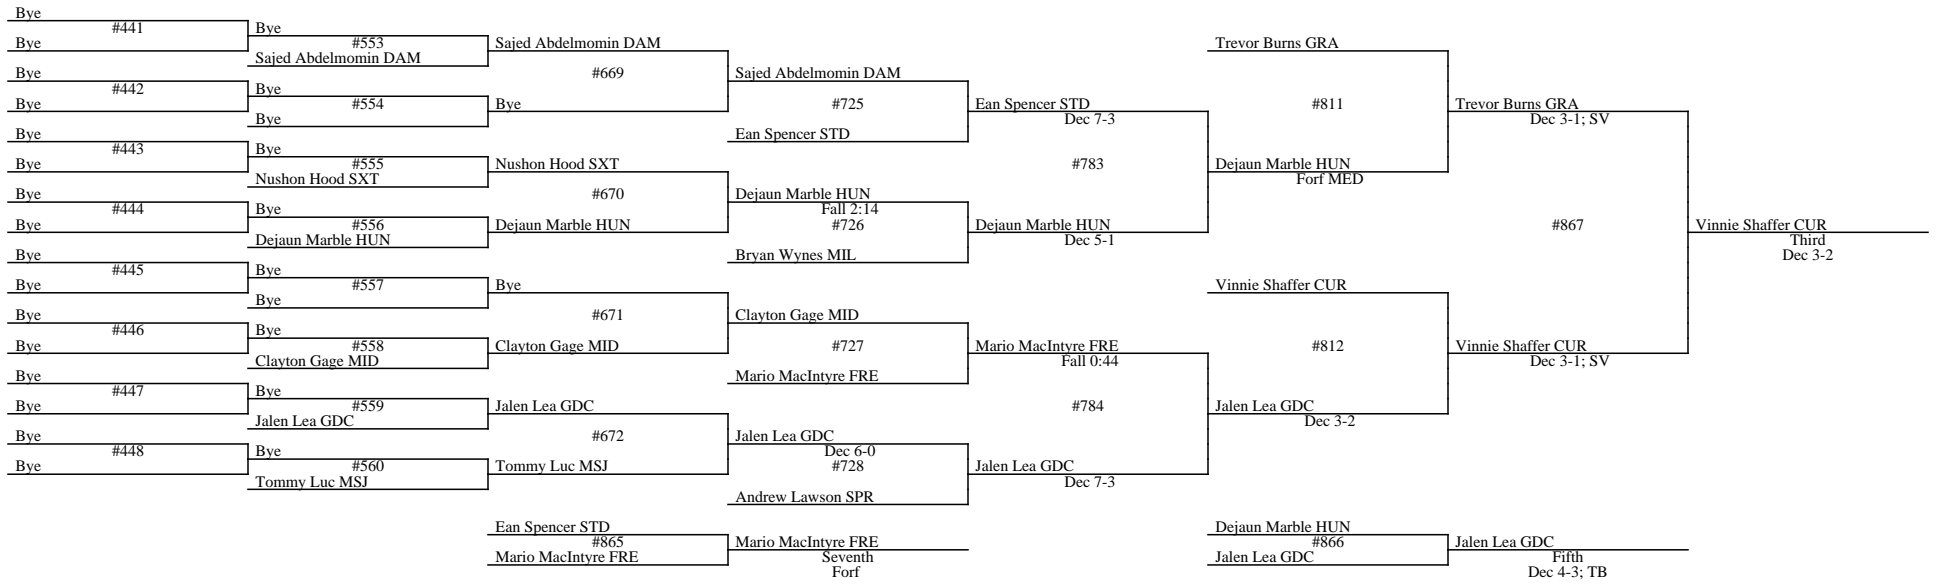 Bye
#441
Bye
Bye
#442
Bye
Bye
#443
Bye
Bye
#444
Bye
Bye
#445
Bye
Bye
#446
Bye
Bye
#447
Bye
Bye
#448
Bye
Bye
#553
Sajed Abdelmomin DAM
Bye
#554
Bye
Bye
#555
Nushon Hood SXT
Bye
#556
Dejaun Marble HUN
Bye
#557
Bye
Bye
#558
Clayton Gage MID
Bye
#559
Jalen Lea GDC
Bye
#560
Tommy Luc MSJ
Sajed Abdelmomin DAM
#669
Bye
Nushon Hood SXT
#670
Dejaun Marble HUN
Bye
#671
Clayton Gage MID
Jalen Lea GDC
#672
Tommy Luc MSJ
Sajed Abdelmomin DAM
#725
Ean Spencer STD
Dejaun Marble HUN
Fall 2:14
#726
Bryan Wynes MIL
Clayton Gage MID
#727
Mario MacIntyre FRE
Jalen Lea GDC
Dec 6-0
#728
Andrew Lawson SPR
Ean Spencer STD
Dec 7-3
#783
Dejaun Marble HUN
Dec 5-1
Mario MacIntyre FRE
Fall 0:44
#784
Jalen Lea GDC
Dec 7-3
Trevor Burns GRA
#811
Dejaun Marble HUN
Forf MED
Vinnie Shaffer CUR
#812
Jalen Lea GDC
Dec 3-2
Trevor Burns GRA
Dec 3-1; SV
#867
Vinnie Shaffer CUR
Dec 3-1; SV
Vinnie Shaffer CUR
Third
Dec 3-2
Ean Spencer STD
#865
Mario MacIntyre FRE
Mario MacIntyre FRE
Seventh
Forf
Dejaun Marble HUN
#866
Jalen Lea GDC
Jalen Lea GDC
Fifth
Dec 4-3; TB